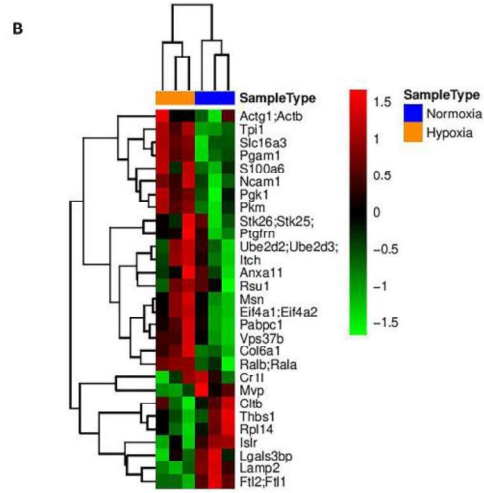 B
SampleType
Actg1;Actb
Tpi1
Slc16a3
Pgam1
S100a6
Ncam1
Pgk1
Pkm
Stk26;Stk25;
Ptgfrn
Ube2d2;Ube2d3;
Itch
Anxa11
Rsu1
Msn
Eif4a1;Eif4a2
Pabpc1
Vps37b
Col6a1
Ralb;Rala
Cr1l
Mvp
Cltb
Thbs1
Rpl14
Islr
Lgals3bp
Lamp2
Ftl2;Ftl1
1.5
1
0.5
0
−0.5
−1
−1.5
SampleType
Normoxia
Hypoxia